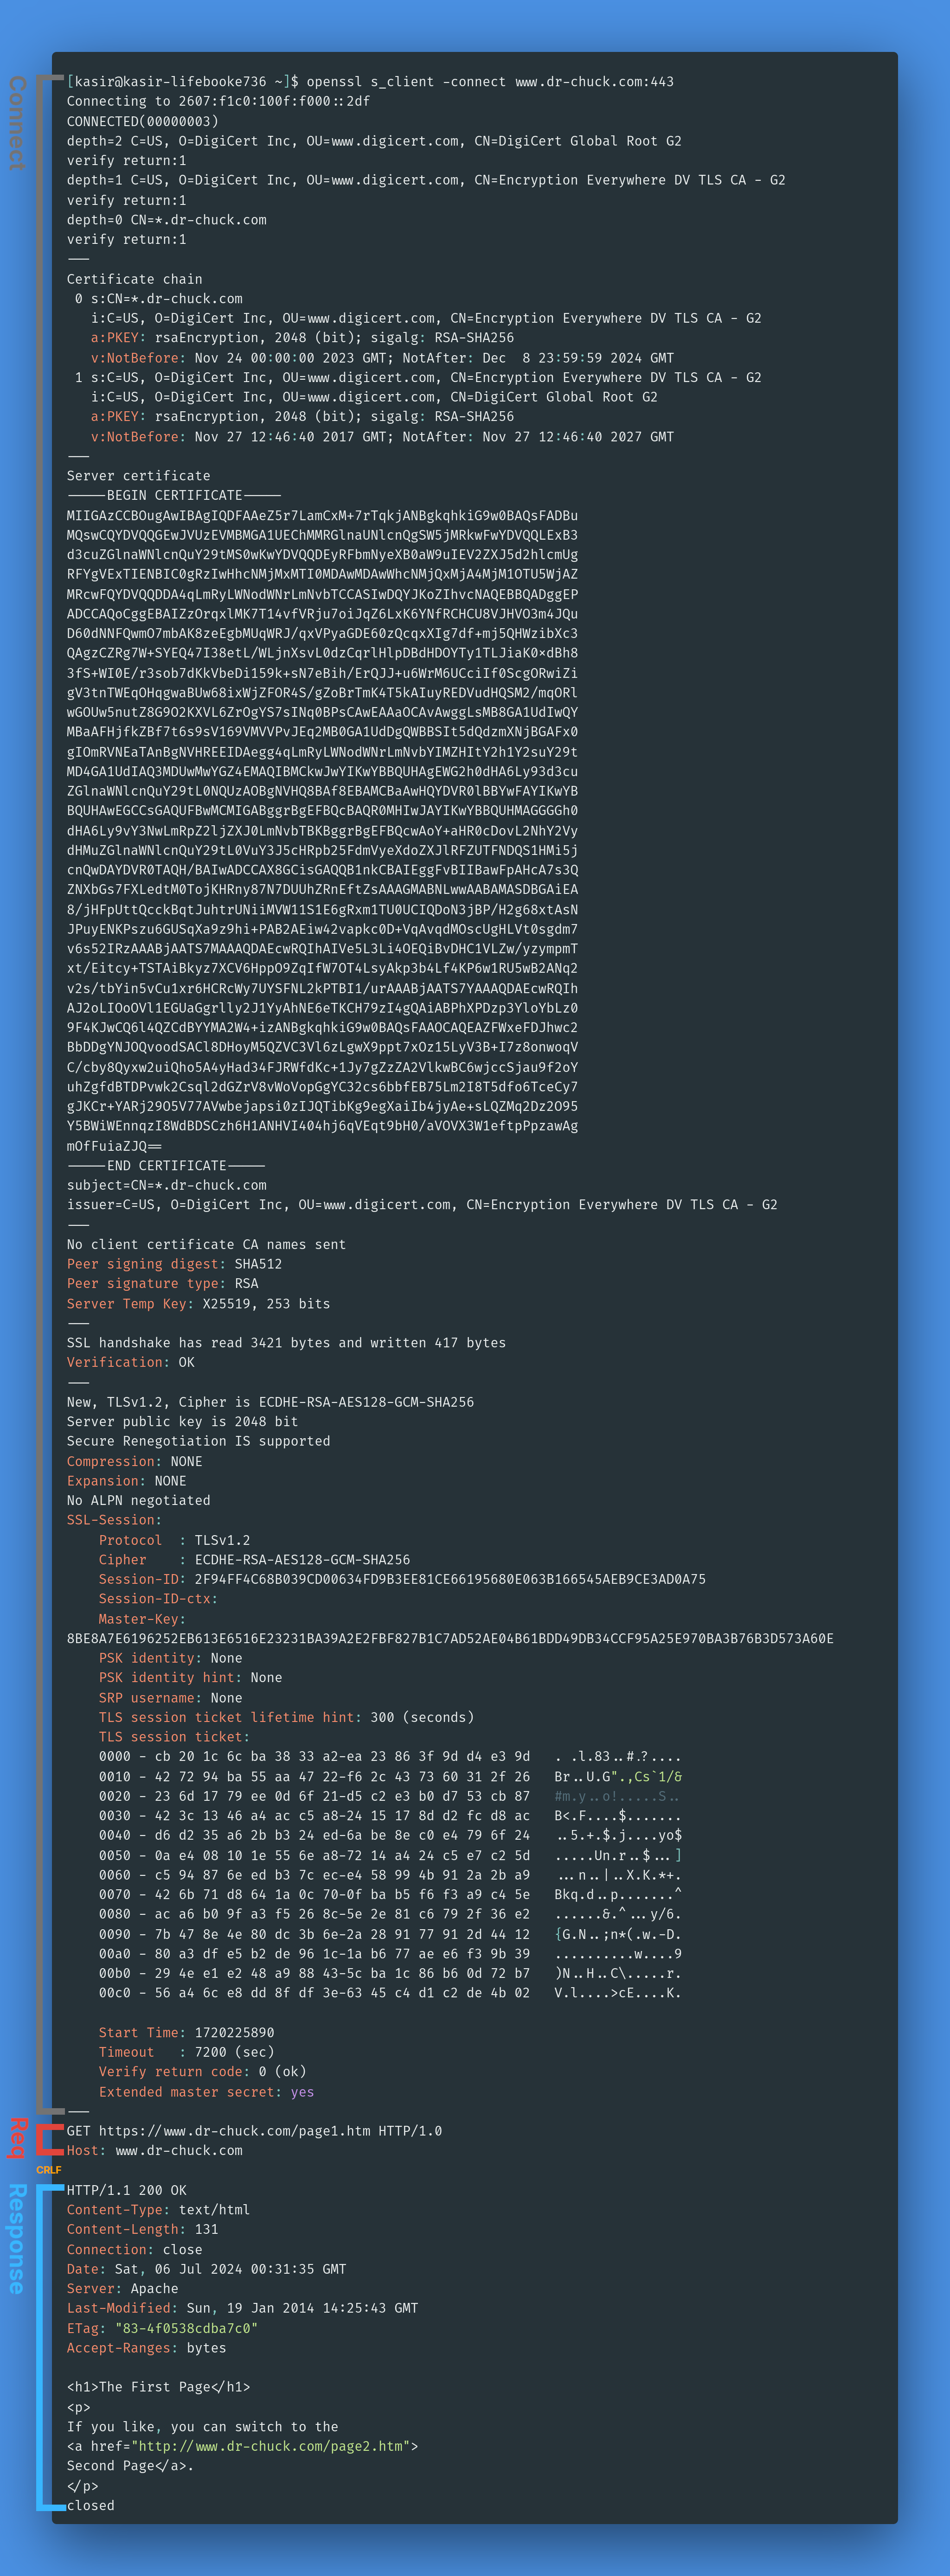 Connect
[kasir@kasir-lifebooke736 ~]$ openssl s_client -connect www.dr-chuck.com:443
Connecting to 2607:f1c0:100f:f000::2df
CONNECTED(00000003)
depth=2 C=US, O=DigiCert Inc, OU=www.digicert.com, CN=DigiCert Global Root G2
verify return:1
depth=1 C=US, O=DigiCert Inc, OU=www.digicert.com, CN=Encryption Everywhere DV TLS CA - G2
verify return:1
depth=0 CN=*.dr-chuck.com
verify return:1
---
Certificate chain
 0 s:CN=*.dr-chuck.com
   i:C=US, O=DigiCert Inc, OU=www.digicert.com, CN=Encryption Everywhere DV TLS CA - G2
   a:PKEY: rsaEncryption, 2048 (bit); sigalg: RSA-SHA256
   v:NotBefore: Nov 24 00:00:00 2023 GMT; NotAfter: Dec  8 23:59:59 2024 GMT
 1 s:C=US, O=DigiCert Inc, OU=www.digicert.com, CN=Encryption Everywhere DV TLS CA - G2
   i:C=US, O=DigiCert Inc, OU=www.digicert.com, CN=DigiCert Global Root G2
   a:PKEY: rsaEncryption, 2048 (bit); sigalg: RSA-SHA256
   v:NotBefore: Nov 27 12:46:40 2017 GMT; NotAfter: Nov 27 12:46:40 2027 GMT
---
Server certificate
-----BEGIN CERTIFICATE-----
MIIGAzCCBOugAwIBAgIQDFAAeZ5r7LamCxM+7rTqkjANBgkqhkiG9w0BAQsFADBu
MQswCQYDVQQGEwJVUzEVMBMGA1UEChMMRGlnaUNlcnQgSW5jMRkwFwYDVQQLExB3
d3cuZGlnaWNlcnQuY29tMS0wKwYDVQQDEyRFbmNyeXB0aW9uIEV2ZXJ5d2hlcmUg
RFYgVExTIENBIC0gRzIwHhcNMjMxMTI0MDAwMDAwWhcNMjQxMjA4MjM1OTU5WjAZ
MRcwFQYDVQQDDA4qLmRyLWNodWNrLmNvbTCCASIwDQYJKoZIhvcNAQEBBQADggEP
ADCCAQoCggEBAIZzOrqxlMK7T14vfVRju7oiJqZ6LxK6YNfRCHCU8VJHVO3m4JQu
D60dNNFQwmO7mbAK8zeEgbMUqWRJ/qxVPyaGDE60zQcqxXIg7df+mj5QHWzibXc3
QAgzCZRg7W+SYEQ47I38etL/WLjnXsvL0dzCqrlHlpDBdHDOYTy1TLJiaK0xdBh8
3fS+WI0E/r3sob7dKkVbeDi159k+sN7eBih/ErQJJ+u6WrM6UCciIf0ScgORwiZi
gV3tnTWEqOHqgwaBUw68ixWjZFOR4S/gZoBrTmK4T5kAIuyREDVudHQSM2/mqORl
wGOUw5nutZ8G9O2KXVL6ZrOgYS7sINq0BPsCAwEAAaOCAvAwggLsMB8GA1UdIwQY
MBaAFHjfkZBf7t6s9sV169VMVVPvJEq2MB0GA1UdDgQWBBSIt5dQdzmXNjBGAFx0
gIOmRVNEaTAnBgNVHREEIDAegg4qLmRyLWNodWNrLmNvbYIMZHItY2h1Y2suY29t
MD4GA1UdIAQ3MDUwMwYGZ4EMAQIBMCkwJwYIKwYBBQUHAgEWG2h0dHA6Ly93d3cu
ZGlnaWNlcnQuY29tL0NQUzAOBgNVHQ8BAf8EBAMCBaAwHQYDVR0lBBYwFAYIKwYB
BQUHAwEGCCsGAQUFBwMCMIGABggrBgEFBQcBAQR0MHIwJAYIKwYBBQUHMAGGGGh0
dHA6Ly9vY3NwLmRpZ2ljZXJ0LmNvbTBKBggrBgEFBQcwAoY+aHR0cDovL2NhY2Vy
dHMuZGlnaWNlcnQuY29tL0VuY3J5cHRpb25FdmVyeXdoZXJlRFZUTFNDQS1HMi5j
cnQwDAYDVR0TAQH/BAIwADCCAX8GCisGAQQB1nkCBAIEggFvBIIBawFpAHcA7s3Q
ZNXbGs7FXLedtM0TojKHRny87N7DUUhZRnEftZsAAAGMABNLwwAABAMASDBGAiEA
8/jHFpUttQcckBqtJuhtrUNiiMVW11S1E6gRxm1TU0UCIQDoN3jBP/H2g68xtAsN
JPuyENKPszu6GUSqXa9z9hi+PAB2AEiw42vapkc0D+VqAvqdMOscUgHLVt0sgdm7
v6s52IRzAAABjAATS7MAAAQDAEcwRQIhAIVe5L3Li4OEQiBvDHC1VLZw/yzympmT
xt/Eitcy+TSTAiBkyz7XCV6HppO9ZqIfW7OT4LsyAkp3b4Lf4KP6w1RU5wB2ANq2
v2s/tbYin5vCu1xr6HCRcWy7UYSFNL2kPTBI1/urAAABjAATS7YAAAQDAEcwRQIh
AJ2oLIOoOVl1EGUaGgrlly2J1YyAhNE6eTKCH79zI4gQAiABPhXPDzp3YloYbLz0
9F4KJwCQ6l4QZCdBYYMA2W4+izANBgkqhkiG9w0BAQsFAAOCAQEAZFWxeFDJhwc2
BbDDgYNJOQvoodSACl8DHoyM5QZVC3Vl6zLgwX9ppt7xOz15LyV3B+I7z8onwoqV
C/cby8Qyxw2uiQho5A4yHad34FJRWfdKc+1Jy7gZzZA2VlkwBC6wjccSjau9f2oY
uhZgfdBTDPvwk2Csql2dGZrV8vWoVopGgYC32cs6bbfEB75Lm2I8T5dfo6TceCy7
gJKCr+YARj29O5V77AVwbejapsi0zIJQTibKg9egXaiIb4jyAe+sLQZMq2Dz2O95
Y5BWiWEnnqzI8WdBDSCzh6H1ANHVI404hj6qVEqt9bH0/aVOVX3W1eftpPpzawAg
mOfFuiaZJQ==
-----END CERTIFICATE-----
subject=CN=*.dr-chuck.com
issuer=C=US, O=DigiCert Inc, OU=www.digicert.com, CN=Encryption Everywhere DV TLS CA - G2
---
No client certificate CA names sent
Peer signing digest: SHA512
Peer signature type: RSA
Server Temp Key: X25519, 253 bits
---
SSL handshake has read 3421 bytes and written 417 bytes
Verification: OK
---
New, TLSv1.2, Cipher is ECDHE-RSA-AES128-GCM-SHA256
Server public key is 2048 bit
Secure Renegotiation IS supported
Compression: NONE
Expansion: NONE
No ALPN negotiated
SSL-Session:
    Protocol  : TLSv1.2
    Cipher    : ECDHE-RSA-AES128-GCM-SHA256
    Session-ID: 2F94FF4C68B039CD00634FD9B3EE81CE66195680E063B166545AEB9CE3AD0A75
    Session-ID-ctx:
    Master-Key:
8BE8A7E6196252EB613E6516E23231BA39A2E2FBF827B1C7AD52AE04B61BDD49DB34CCF95A25E970BA3B76B3D573A60E
    PSK identity: None
    PSK identity hint: None
    SRP username: None
    TLS session ticket lifetime hint: 300 (seconds)
    TLS session ticket:
    0000 - cb 20 1c 6c ba 38 33 a2-ea 23 86 3f 9d d4 e3 9d   . .l.83..#.?....
    0010 - 42 72 94 ba 55 aa 47 22-f6 2c 43 73 60 31 2f 26   Br..U.G".,Cs`1/&
    0020 - 23 6d 17 79 ee 0d 6f 21-d5 c2 e3 b0 d7 53 cb 87   #m.y..o!.....S..
    0030 - 42 3c 13 46 a4 ac c5 a8-24 15 17 8d d2 fc d8 ac   B<.F....$.......
    0040 - d6 d2 35 a6 2b b3 24 ed-6a be 8e c0 e4 79 6f 24   ..5.+.$.j....yo$
    0050 - 0a e4 08 10 1e 55 6e a8-72 14 a4 24 c5 e7 c2 5d   .....Un.r..$...]
    0060 - c5 94 87 6e ed b3 7c ec-e4 58 99 4b 91 2a 2b a9   ...n..|..X.K.*+.
    0070 - 42 6b 71 d8 64 1a 0c 70-0f ba b5 f6 f3 a9 c4 5e   Bkq.d..p.......^
    0080 - ac a6 b0 9f a3 f5 26 8c-5e 2e 81 c6 79 2f 36 e2   ......&.^...y/6.
    0090 - 7b 47 8e 4e 80 dc 3b 6e-2a 28 91 77 91 2d 44 12   {G.N..;n*(.w.-D.
    00a0 - 80 a3 df e5 b2 de 96 1c-1a b6 77 ae e6 f3 9b 39   ..........w....9
    00b0 - 29 4e e1 e2 48 a9 88 43-5c ba 1c 86 b6 0d 72 b7   )N..H..C\.....r.
    00c0 - 56 a4 6c e8 dd 8f df 3e-63 45 c4 d1 c2 de 4b 02   V.l....>cE....K.

    Start Time: 1720225890
    Timeout   : 7200 (sec)
    Verify return code: 0 (ok)
    Extended master secret: yes
---
Req
GET https://www.dr-chuck.com/page1.htm HTTP/1.0
Host: www.dr-chuck.com
CRLF
Response
HTTP/1.1 200 OK
Content-Type: text/html
Content-Length: 131
Connection: close
Date: Sat, 06 Jul 2024 00:31:35 GMT
Server: Apache
Last-Modified: Sun, 19 Jan 2014 14:25:43 GMT
ETag: "83-4f0538cdba7c0"
Accept-Ranges: bytes

<h1>The First Page</h1>
<p>
If you like, you can switch to the
<a href="http://www.dr-chuck.com/page2.htm">
Second Page</a>.
</p>
closed